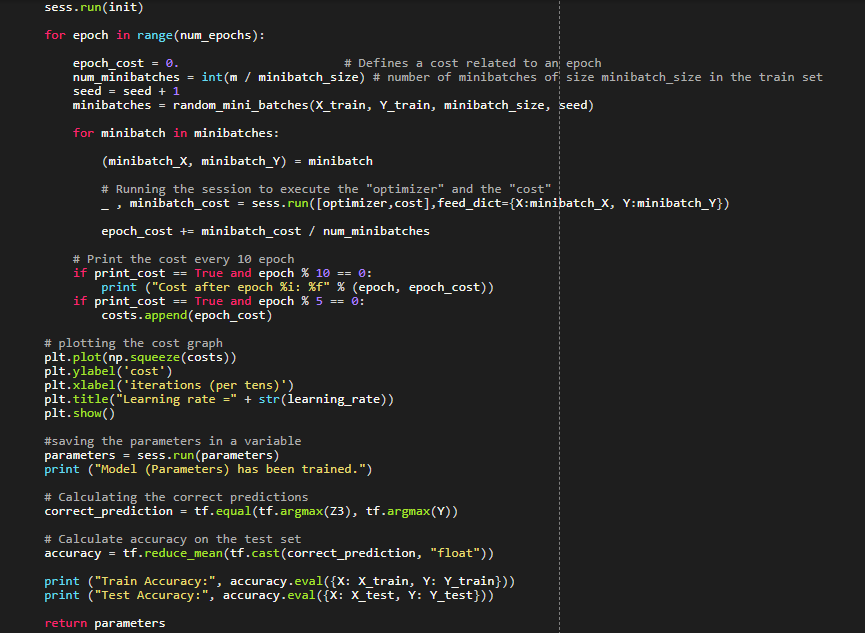 sess.run(init)
for epoch in range(num_epochs):
epoch_cost = 0. # Defines a cost related to an epoch
num_minibatches = int(m / minibatch_size) # number of minibatches of size minibatch_size in the train set
seed = seed + 1
minibatches = random_mini_batches(X_train, Y_train, minibatch_size, seed)
for minibatch in minibatches:
(minibatch_X, minibatch_Y) = minibatch
# Running the session to execute the "optimizer" and the "cost"
_ , minibatch_cost = sess.run([optimizer,cost],feed_dict={X:minibatch_X, Y:minibatch_Y})
epoch_cost += minibatch_cost / num_minibatches
# Print the cost every 10 epoch
if print_cost == True and epoch % 10 == 0:
print ("Cost after epoch %i: %f" % (epoch, epoch_cost))
if print_cost == True and epoch % 5 == 0:
costs.append(epoch_cost)
# plotting the cost graph
plt.plot(np.squeeze(costs))
plt.ylabel('cost')
plt.xlabel('iterations (per tens)')
plt.title("Learning rate =" + str(learning_rate))
plt.show()
#saving the parameters in a variable
parameters = sess.run(parameters)
print ("Model (Parameters) has been trained.")
# Calculating the correct predictions
correct_prediction = tf.equal(tf.argmax(Z3), tf.argmax(Y))
# Calculate accuracy on the test set
accuracy = tf.reduce_mean(tf.cast(correct_prediction, "float"))
print ("Train Accuracy:", accuracy.eval({X: X_train, Y: Y_train}))
print ("Test Accuracy:", accuracy.eval({X: X_test, Y: Y_test}))
return parameters